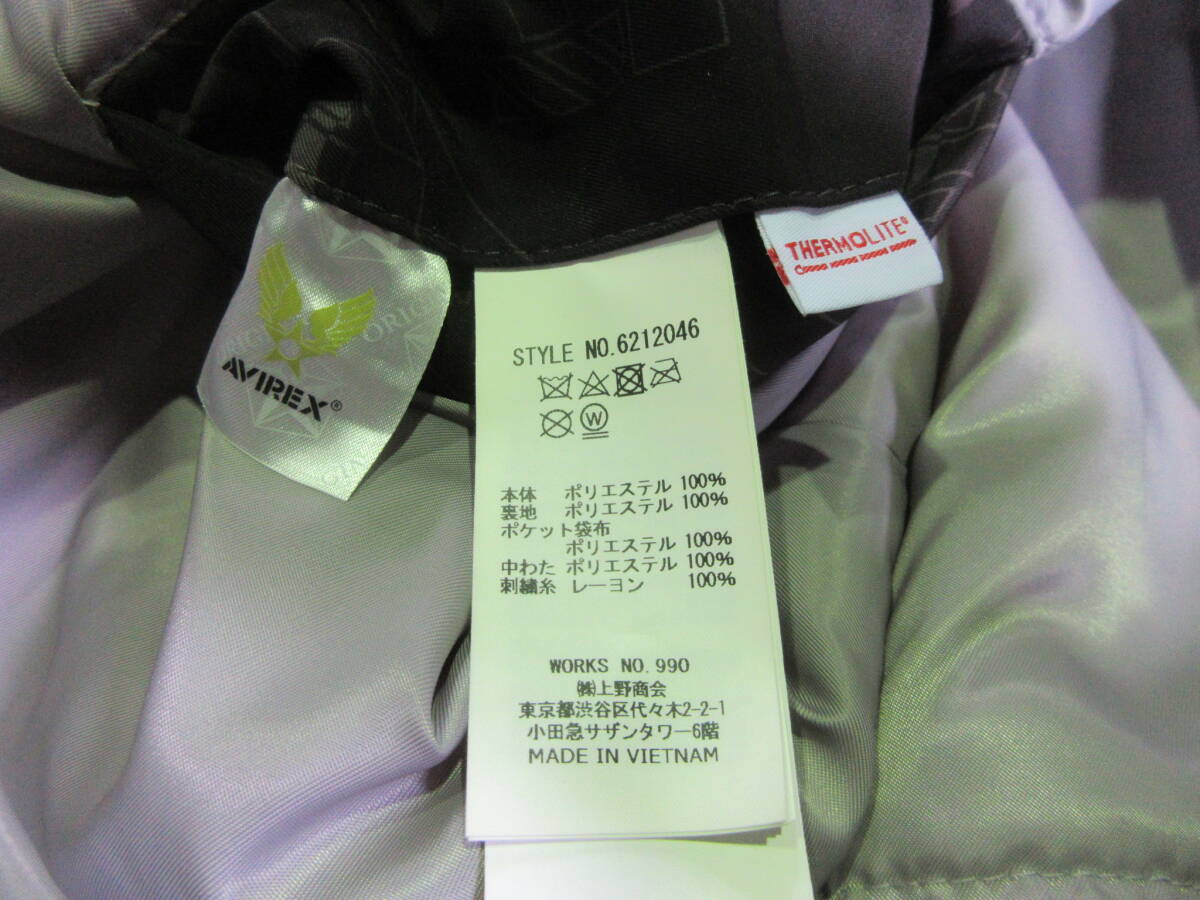 AVIREX®
ORIG
THERMOLITE®
STYLE NO.6212046
W
本体 ポリエステル 100%
裏地 ポリエステル 100%
ポケット袋布
ポリエステル 100%
中わた ポリエステル 100%
刺繍糸 レーヨン 100%
WORKS NO.990
㈱上野商会
東京都渋谷区代々木2-2-1
小田急サザンタワー6階
MADE IN VIETNAM